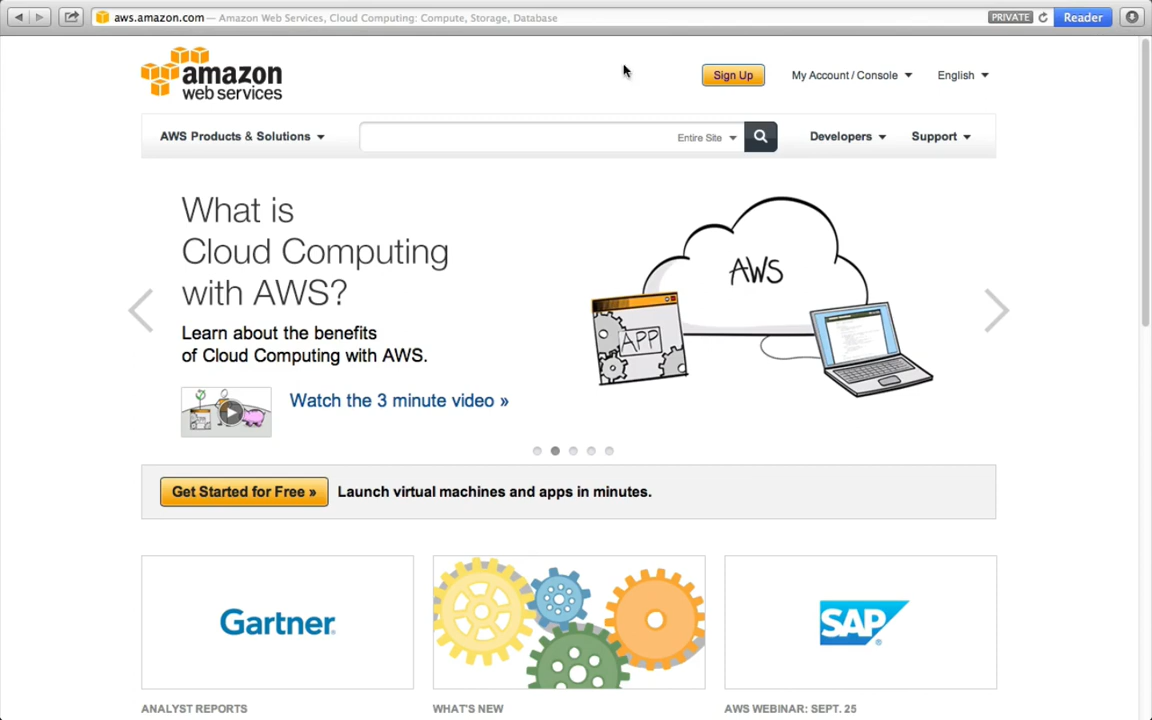 aws.amazon.com — Amazon Web Services, Cloud Computing: Compute, Storage, Database
PRIVATE
Reader
amazon
web services
Sign Up
My Account / Console
English
AWS Products & Solutions
Entire Site
Developers
Support
What is
Cloud Computing
with AWS?
Learn about the benefits
of Cloud Computing with AWS.
Watch the 3 minute video »
AWS
APP
Get Started for Free »
Launch virtual machines and apps in minutes.
Gartner
SAP
ANALYST REPORTS
WHAT'S NEW
AWS WEBINAR: SEPT. 25